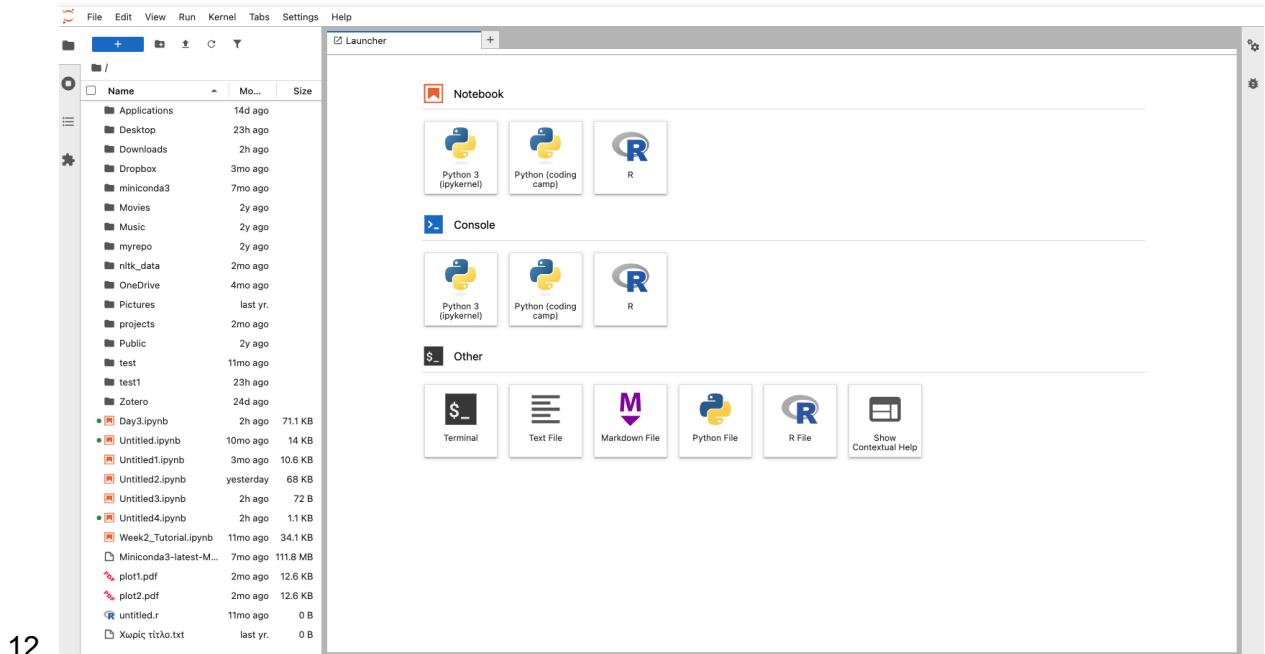 File Edit View Run Kernel Tabs Settings Help
+
Launcher
+
/
Name Mo... Size
Applications 14d ago
Desktop 23h ago
Downloads 2h ago
Dropbox 3mo ago
miniconda3 7mo ago
Movies 2y ago
Music 2y ago
myrepo 2y ago
nltk_data 2mo ago
OneDrive 4mo ago
Pictures last yr.
projects 2mo ago
Public 2y ago
test 11mo ago
test1 23h ago
Zotero 24d ago
Day3.ipynb 2h ago 71.1 KB
Untitled.ipynb 10mo ago 14 KB
Untitled1.ipynb 3mo ago 10.6 KB
Untitled2.ipynb yesterday 68 KB
Untitled3.ipynb 2h ago 72 B
Untitled4.ipynb 2h ago 1.1 KB
Week2_Tutorial.ipynb 11mo ago 34.1 KB
Miniconda3-latest-M... 7mo ago 111.8 MB
plot1.pdf 2mo ago 12.6 KB
plot2.pdf 2mo ago 12.6 KB
untitled.r 11mo ago 0 B
Χωρίς τίτλο.txt last yr. 0 B
Notebook
Python 3 (ipykernel)
Python (coding camp)
R
R
>_ Console
Python 3 (ipykernel)
Python (coding camp)
R
R
$_ Other
$_
Terminal
Text File
M
Markdown File
Python File
R
R File
Show Contextual Help
12